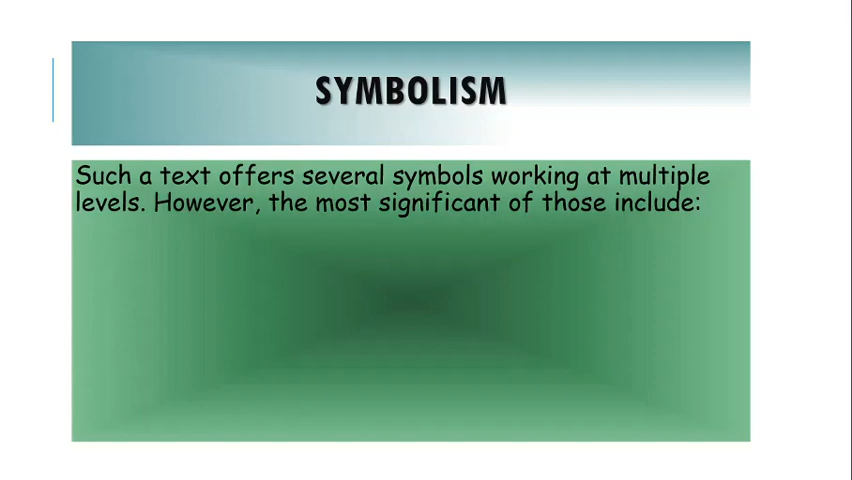 SYMBOLISM
Such a text offers several symbols working at multiple
levels. However, the most significant of those include: